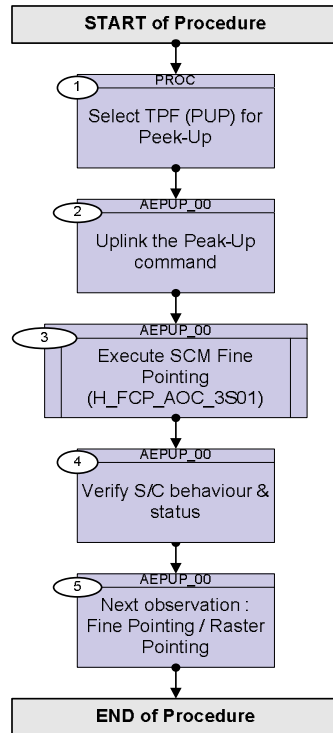 START of Procedure
PROC
1
Select TPF (PUP) for
Peek-Up
AEPUP_00
2
Uplink the Peak-Up
command
AEPUP_00
3
Execute SCM Fine
Pointing
(H_FCP_AOC_3S01)
AEPUP_00
4
Verify S/C behaviour &
status
AEPUP_00
5
Next observation :
Fine Pointing / Raster
Pointing
END of Procedure